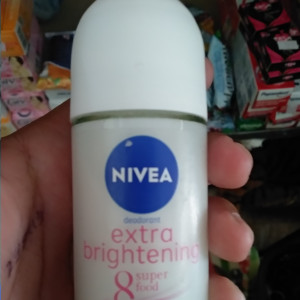 NIVEA
deodorant
extra
brightening
8 super
food